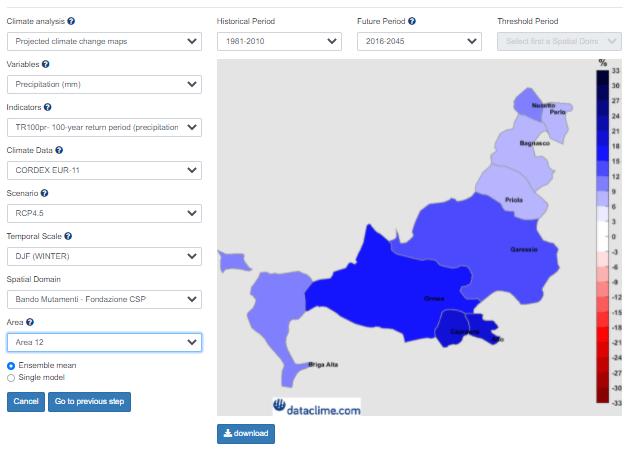 Climate analysis
Projected climate change maps
Variables
Precipitation (mm)
Indicators
TR100pr- 100-year return period (precipitation
Climate Data
CORDEX EUR-11
Scenario
RCP4.5
Temporal Scale
DJF (WINTER)
Spatial Domain
Bando Mutamenti - Fondazione CSP
Area
Area 12
Ensemble mean
Single model
Cancel
Go to previous step
Historical Period
1981-2010
Future Period
2016-2045
Threshold Period
Select first a Spatial Doma
%
33
30
27
24
21
18
15
12
9
6
3
0
-3
-6
-9
-12
-15
-18
-21
-24
-27
-30
-33
Nucetto
Perlo
Bagnasco
Priola
Garessio
Ormea
Caprauna
Alto
Briga Alta
dataclime.com
download